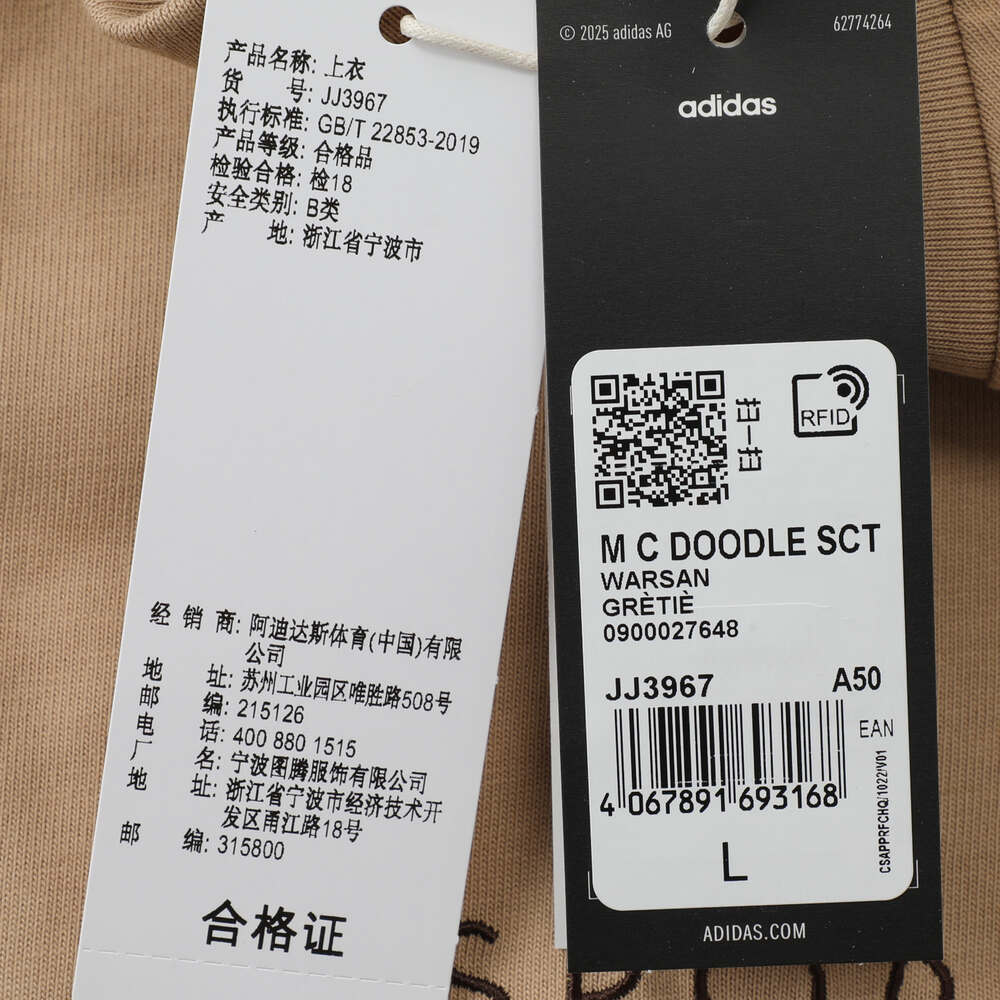 产品名称: 上衣
货 号: JJ3967
执行标准: GB/T 22853-2019
产品等级: 合格品
检验合格: 检18
安全类别: B类
产 地: 浙江省宁波市
经 销 商: 阿迪达斯体育(中国)有限
公司
地 址: 苏州工业园区唯胜路508号
邮 编: 215126
电 话: 400 880 1515
厂 名: 宁波图腾服饰有限公司
地 址: 浙江省宁波市经济技术开
发区甬江路18号
邮 编: 315800
合格证
© 2025 adidas AG 62774264
adidas
扫一扫
RFID
M C DOODLE SCT
WARSAN
GRÈTIÈ
0900027648
JJ3967 A50
EAN
4 067891 693168
CSAPPRFCHQ/1022/V01
L
ADIDAS.COM